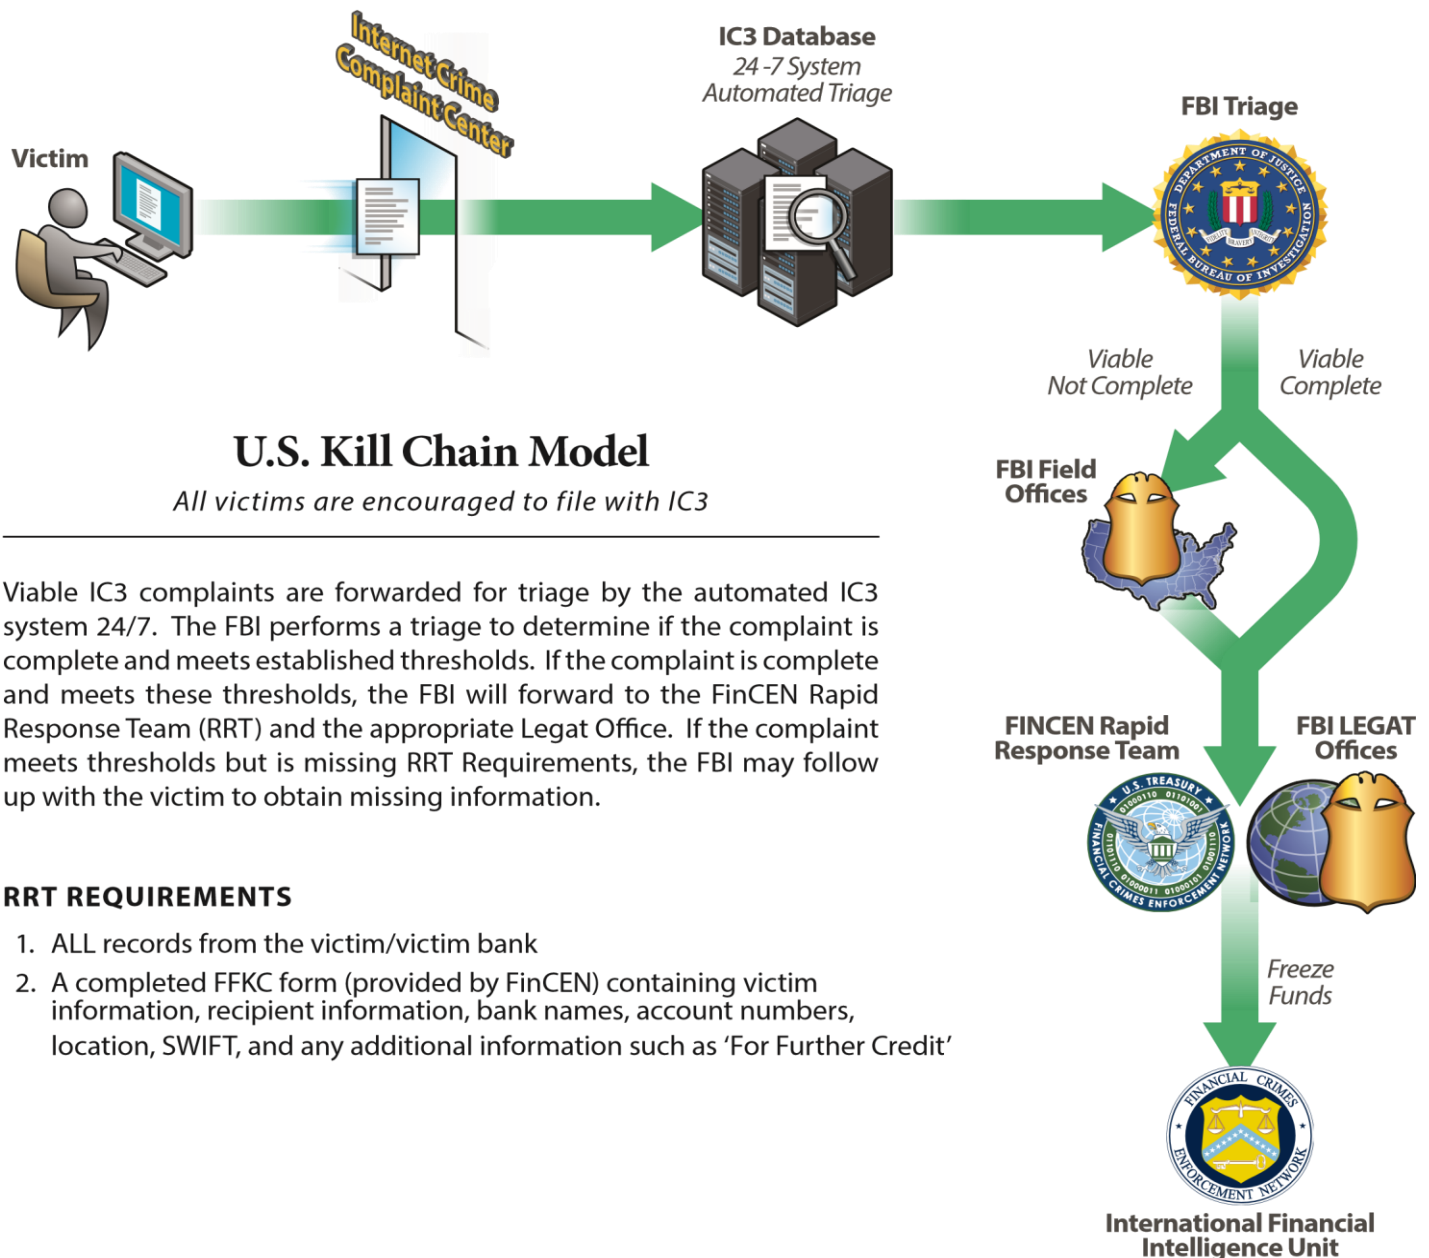 Internet Crime
Complaint Center
IC3 Database
24 -7 System
Automated Triage
FBI Triage
Victim
DEPARTMENT OF JUSTICE
FEDERAL BUREAU OF INVESTIGATION
FIDELITY BRAVERY INTEGRITY
Viable
Not Complete
Viable
Complete
U.S. Kill Chain Model
All victims are encouraged to file with IC3
FBI Field
Offices
Viable IC3 complaints are forwarded for triage by the automated IC3
system 24/7. The FBI performs a triage to determine if the complaint is
complete and meets established thresholds. If the complaint is complete
and meets these thresholds, the FBI will forward to the FinCEN Rapid
Response Team (RRT) and the appropriate Legat Office. If the complaint
meets thresholds but is missing RRT Requirements, the FBI may follow
up with the victim to obtain missing information.
FINCEN Rapid
Response Team
FBI LEGAT
Offices
U.S. TREASURY
FINANCIAL CRIMES ENFORCEMENT NETWORK
01000110 01101001
01101110 01000011 01000101 01001110
RRT REQUIREMENTS
1. ALL records from the victim/victim bank
2. A completed FFKC form (provided by FinCEN) containing victim
information, recipient information, bank names, account numbers,
location, SWIFT, and any additional information such as ‘For Further Credit’
Freeze
Funds
FINANCIAL CRIMES
ENFORCEMENT NETWORK
International Financial
Intelligence Unit